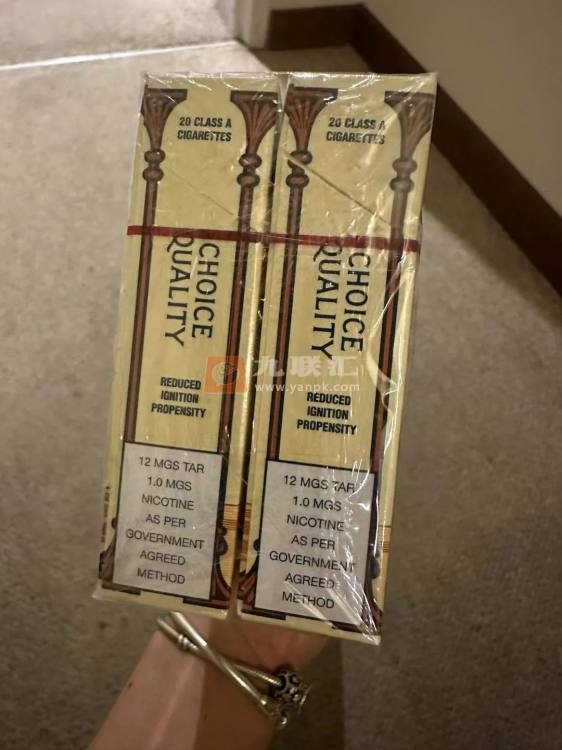 20 CLASS A
CIGARETTES
CHOICE
QUALITY
REDUCED
IGNITION
PROPENSITY
12 MGS TAR
1.0 MGS
NICOTINE
AS PER
GOVERNMENT
AGREED
METHOD
20 CLASS A
CIGARETTES
CHOICE
QUALITY
REDUCED
IGNITION
PROPENSITY
12 MGS TAR
1.0 MGS
NICOTINE
AS PER
GOVERNMENT
AGREED
METHOD
九联汇
www.yanpk.com